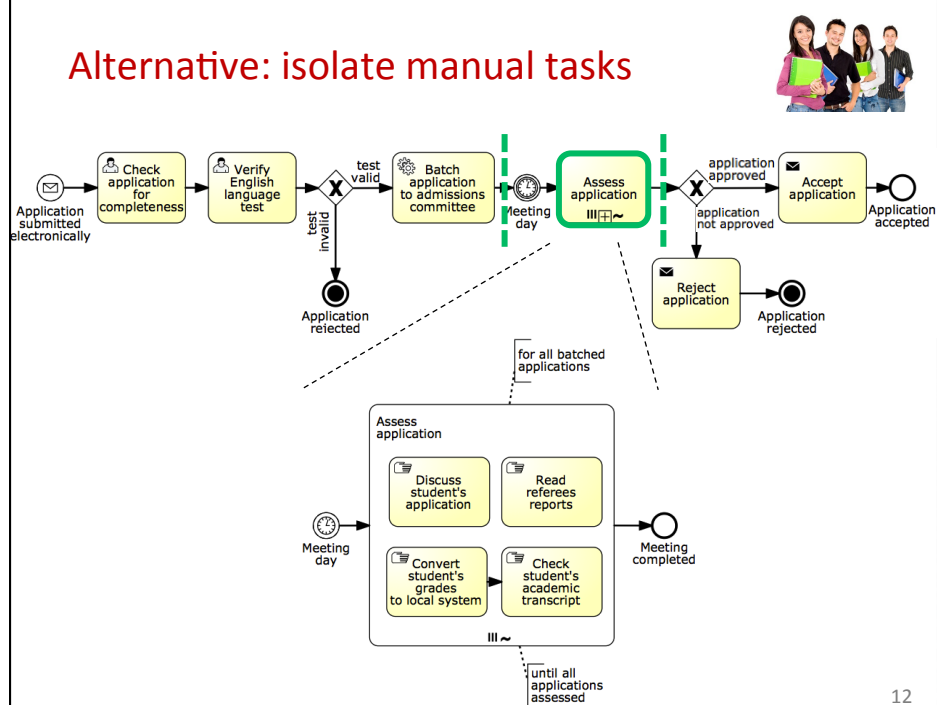 Alternative: isolate manual tasks
Application
submitted
electronically
Check
application
for
completeness
Verify
English
language
test
X
test
valid
test
invalid
Application
rejected
Batch
application
to admissions
committee
Meeting
day
Assess
application
X
application
approved
application
not approved
Accept
application
Application
accepted
Reject
application
Application
rejected
for all batched
applications
Assess
application
Discuss
student's
application
Read
referees
reports
Meeting
day
Convert
student's
grades
to local system
Check
student's
academic
transcript
Meeting
completed
until all
applications
assessed
12